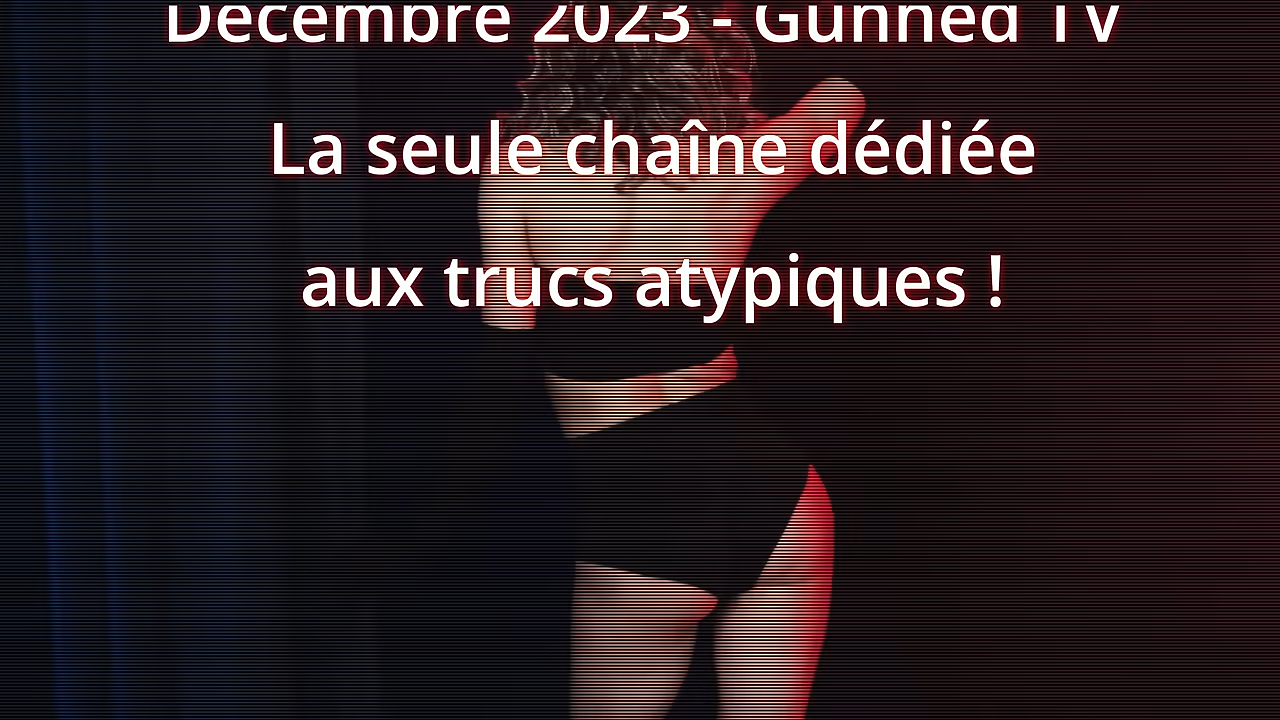 Décembre 2023 - Gunned TV
La seule chaîne dédiée
aux trucs atypiques !